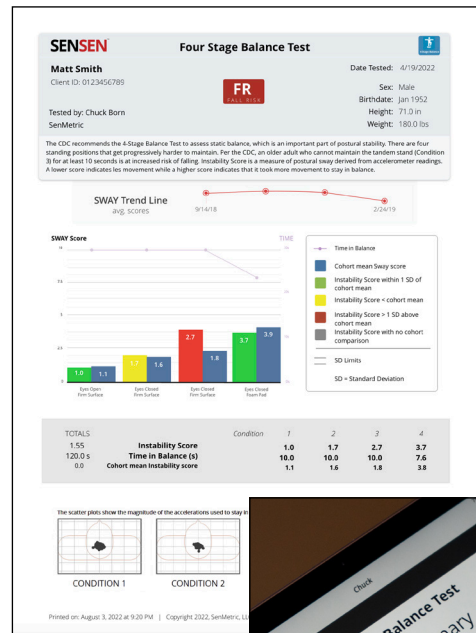 SENSEN
Four Stage Balance Test
Matt Smith
Client ID: 0123456789
Date Tested: 4/19/2022
FR
FALL RISK
Sex: Male
Birthdate: Jan 1952
Height: 71.0 in
Weight: 180.0 lbs
Tested by: Chuck Born
SenMetric
The CDC recommends the 4-Stage Balance Test to assess static balance, which is an important part of postural stability. There are four
standing positions that get progressively harder to maintain. Per the CDC, an older adult who cannot maintain the tandem stand (Condition
3) for at least 10 seconds is at increased risk of falling. Instability Score is a measure of postural sway derived from accelerometer readings.
A lower score indicates les movement while a higher score indicates that it took more movement to stay in balance.
SWAY Trend Line
avg. scores
9/14/18
2/24/19
SWAY Score
TIME
1.0
1.1
1.7
1.6
2.7
1.8
3.7
3.9
Eyes Open
Firm Surface
Eyes Closed
Firm Surface
Eyes Closed
Firm Surface
Eyes Closed
Foam Pad
Time in Balance
Cohort mean Sway score
Instability Score within 1 SD of
cohort mean
Instability Score < cohort mean
Instability Score > 1 SD above
cohort mean
Instability Score with no cohort
comparison
SD Limits
SD = Standard Deviation
TOTALS
Condition 1 2 3 4
1.55 Instability Score 1.0 1.7 2.7 3.7
120.0 s Time in Balance (s) 10.0 10.0 10.0 7.6
0.0 Cohort mean Instability score 1.1 1.6 1.8 3.8
The scatter plots show the magnitude of the accelerations used to stay in
CONDITION 1
CONDITION 2
Printed on: August 3, 2022 at 9:20 PM | Copyright 2022, SenMetric,
Chuck
Balance Test